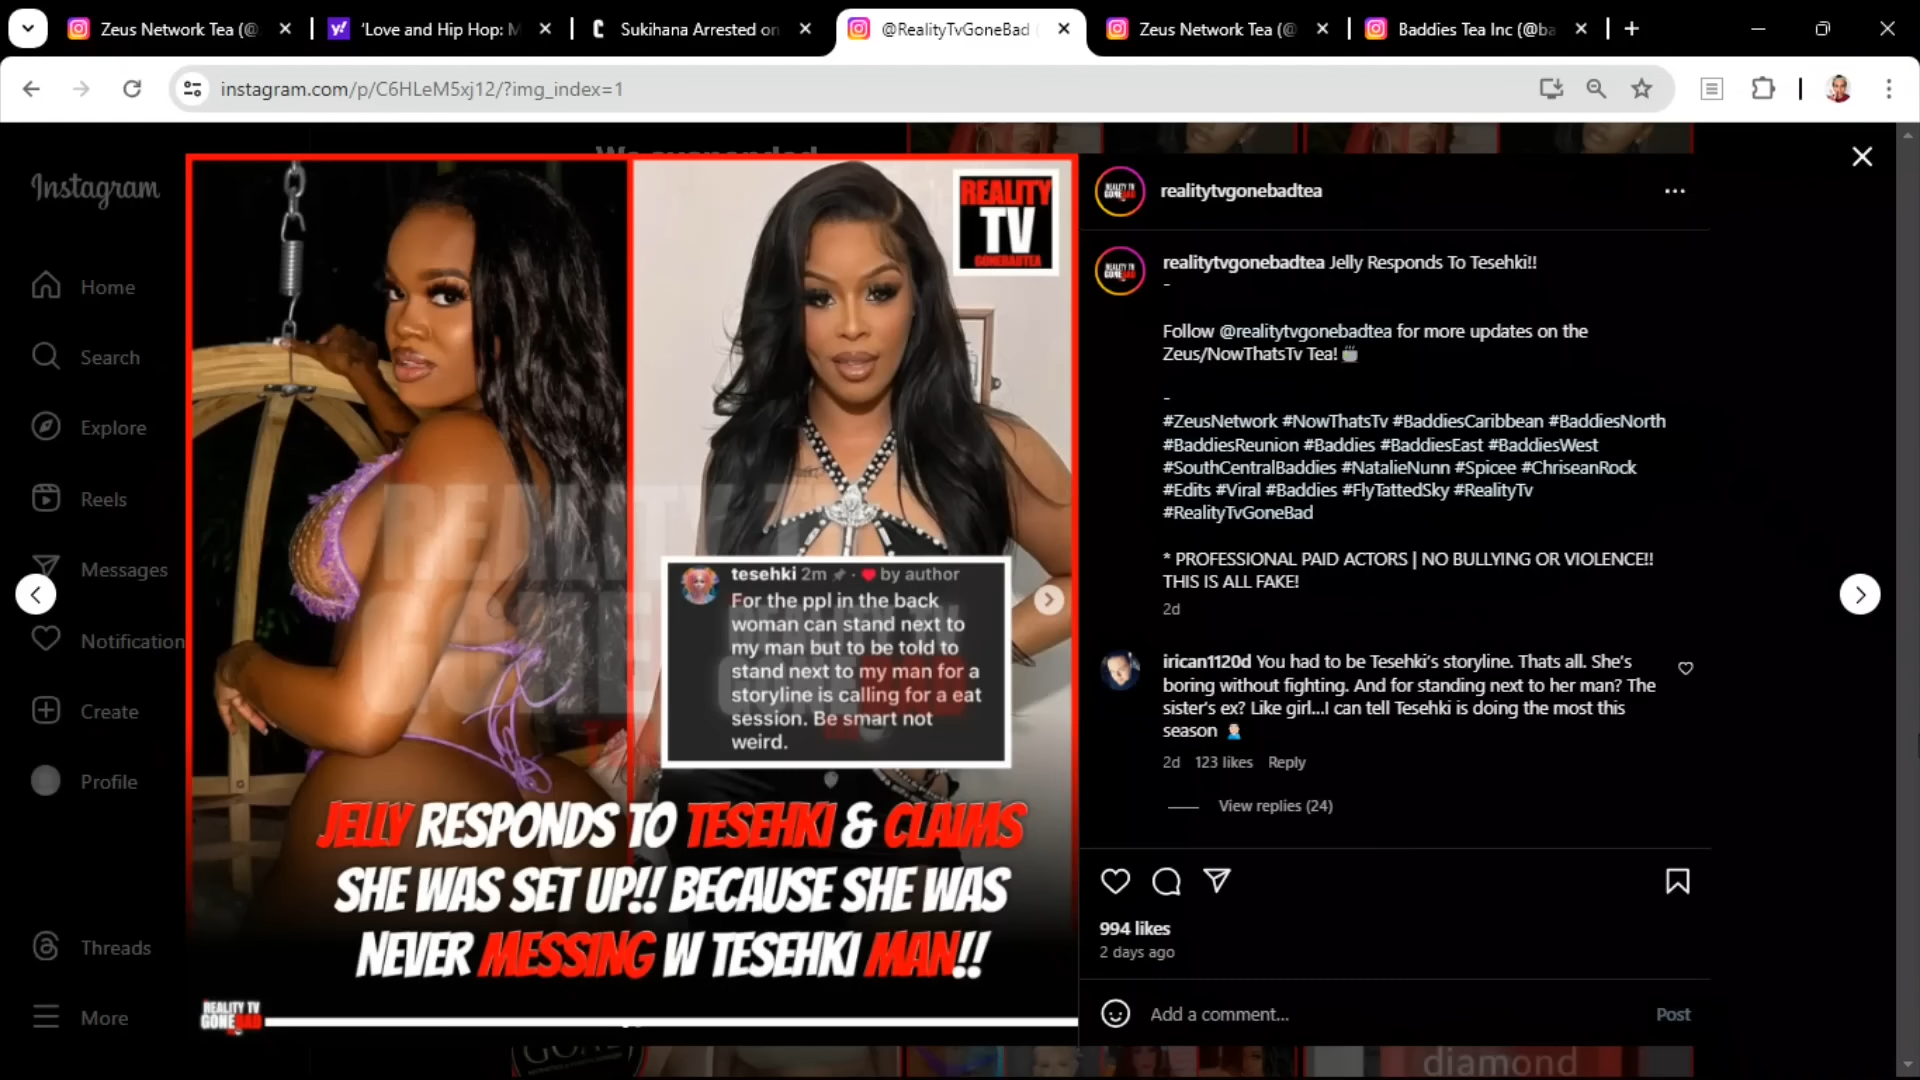 Zeus Network Tea (@
'Love and Hip Hop: M
Sukihana Arrested on
@RealityTvGoneBad (
Zeus Network Tea (@
Baddies Tea Inc (@ba
instagram.com/p/C6HLeM5xj12/?img_index=1
Instagram
Home
Search
Explore
Reels
Messages
Notification
Create
Profile
Threads
More
REALITY
TV
GONEBADTEA
REALITY TV
GONE BAD
tesehki 2m · by author
For the ppl in the back
woman can stand next to
my man but to be told to
stand next to my man for a
storyline is calling for a eat
session. Be smart not
weird.
JELLY RESPONDS TO TESEHKI & CLAIMS
SHE WAS SET UP!! BECAUSE SHE WAS
NEVER MESSING W TESEHKI MAN!!
REALITY TV
GONE BAD
realitytvgonebadtea
realitytvgonebadtea Jelly Responds To Tesehki!!
-
Follow @realitytvgonebadtea for more updates on the
Zeus/NowThatsTv Tea!
-
#ZeusNetwork #NowThatsTv #BaddiesCaribbean #BaddiesNorth
#BaddiesReunion #Baddies #BaddiesEast #BaddiesWest
#SouthCentralBaddies #NatalieNunn #Spicee #ChriseanRock
#Edits #Viral #Baddies #FlyTattedSky #RealityTv
#RealityTvGoneBad
* PROFESSIONAL PAID ACTORS | NO BULLYING OR VIOLENCE!!
THIS IS ALL FAKE!
2d
irican1120d You had to be Tesehki's storyline. Thats all. She's
boring without fighting. And for standing next to her man? The
sister's ex? Like girl...I can tell Tesehki is doing the most this
season
2d 123 likes Reply
View replies (24)
994 likes
2 days ago
Add a comment...
Post
diamond